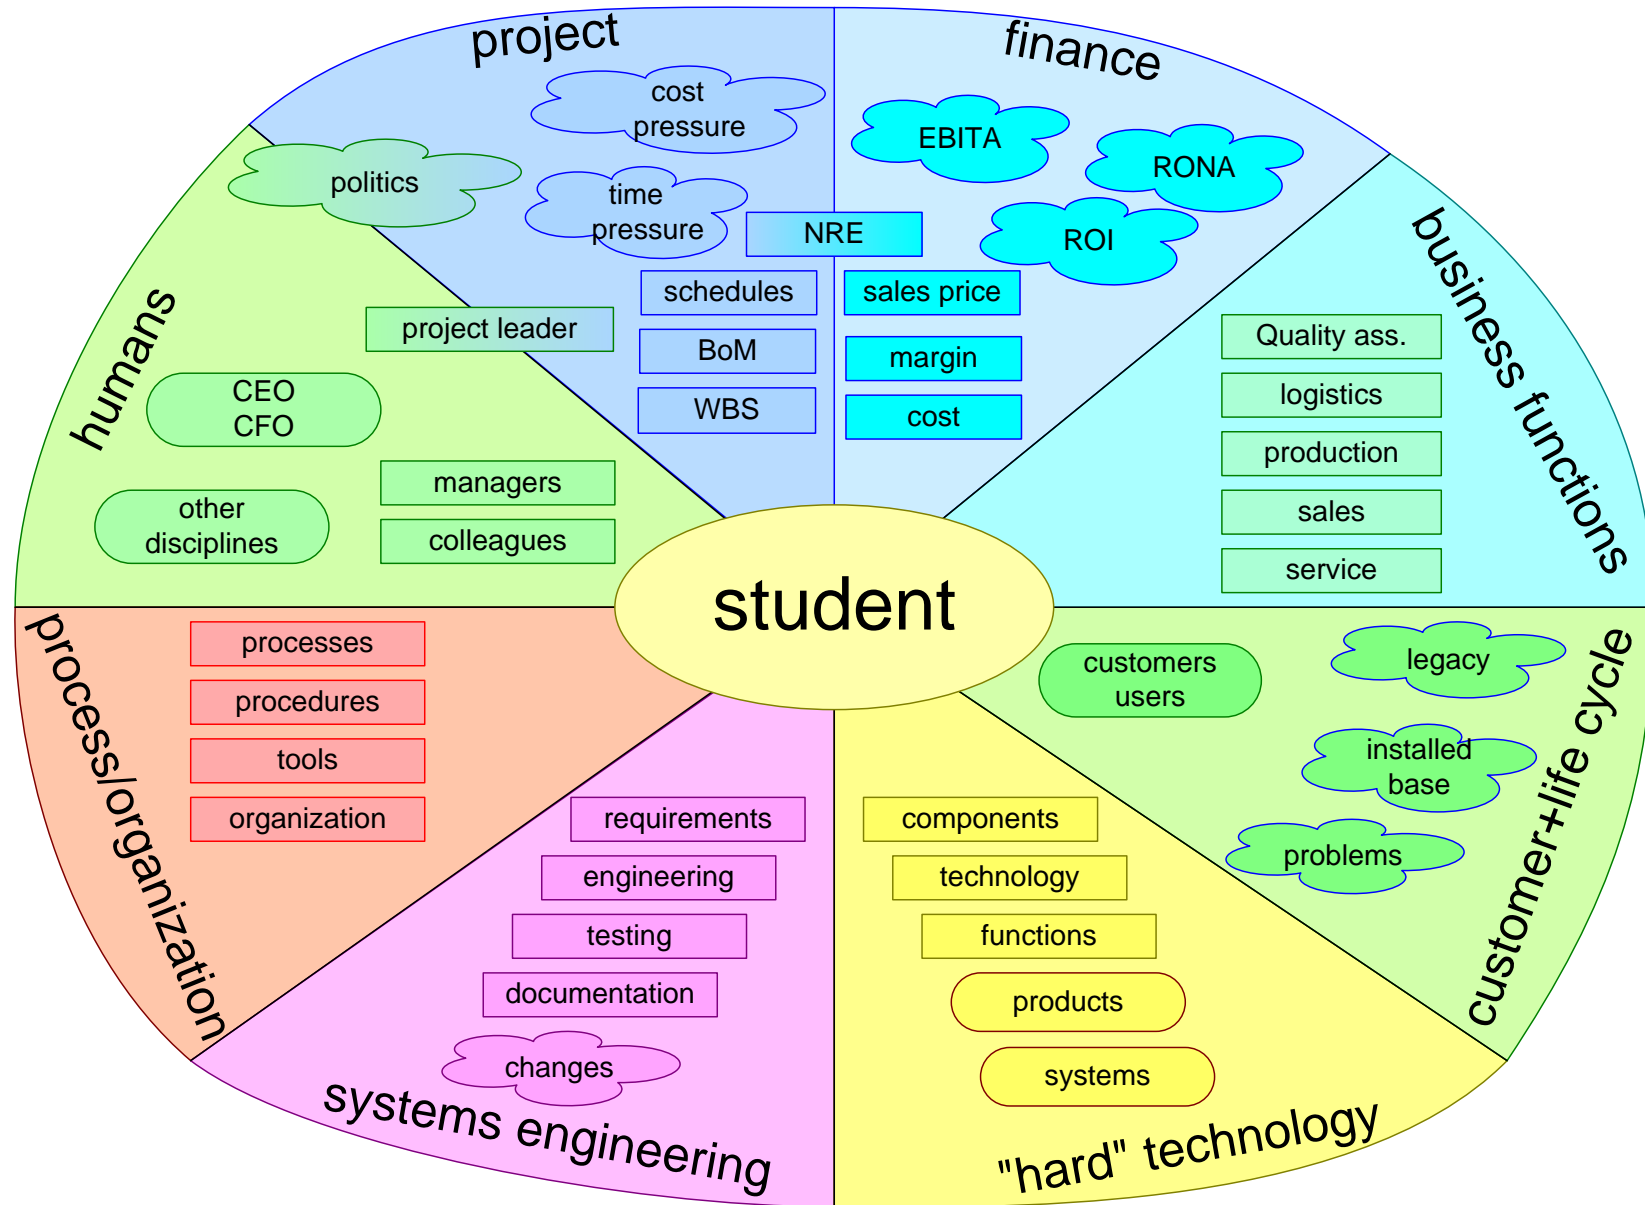 project
cost
pressure
politics
time
pressure
NRE
schedules
project leader
BoM
WBS
finance
EBITA
RONA
ROI
sales price
margin
cost
business functions
Quality ass.
logistics
production
sales
service
humans
CEO
CFO
managers
other
disciplines
colleagues
student
process/organization
processes
procedures
tools
organization
customer+life cycle
customers
users
legacy
installed
base
problems
requirements
engineering
testing
documentation
changes
systems engineering
components
technology
functions
products
systems
"hard" technology